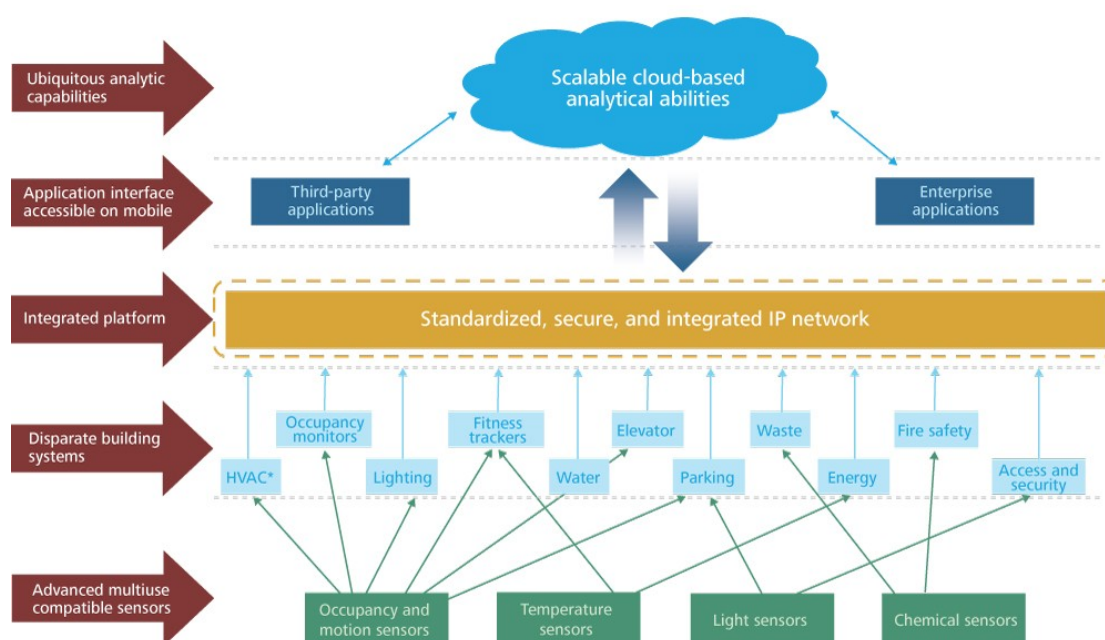 Ubiquitous analytic
capabilities
Scalable cloud-based
analytical abilities
Application interface
accessible on mobile
Third-party
applications
Enterprise
applications
Integrated platform
Standardized, secure, and integrated IP network
Disparate building
systems
Occupancy
monitors
Fitness
trackers
Elevator
Waste
Fire safety
HVAC*
Lighting
Water
Parking
Energy
Access and
security
Advanced multiuse
compatible sensors
Occupancy and
motion sensors
Temperature
sensors
Light sensors
Chemical sensors